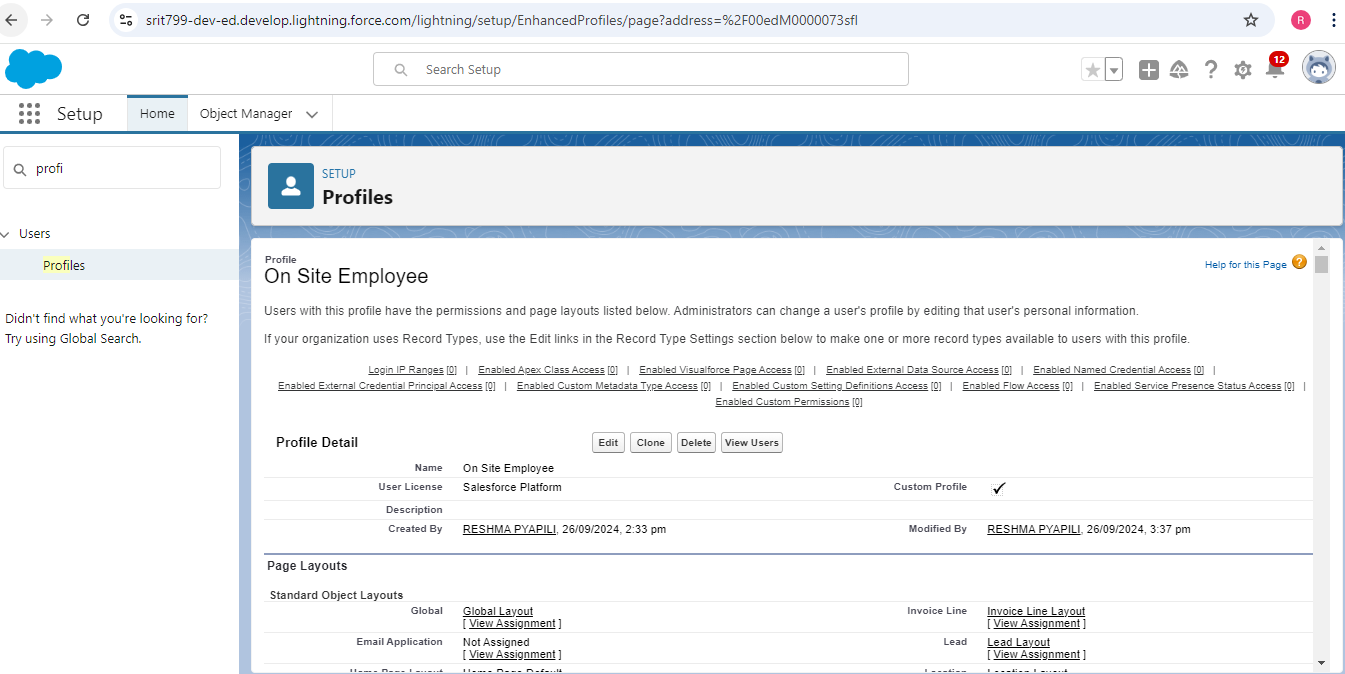 srit799-dev-ed.develop.lightning.force.com/lightning/setup/EnhancedProfiles/page?address=%2F00edM0000073sfl
R
Search Setup
12
Setup
Home
Object Manager
profi
SETUP
Profiles
Users
Profiles
Didn't find what you're looking for?
Try using Global Search.
Profile
On Site Employee
Help for this Page ?
Users with this profile have the permissions and page layouts listed below. Administrators can change a user's profile by editing that user's personal information.
If your organization uses Record Types, use the Edit links in the Record Type Settings section below to make one or more record types available to users with this profile.
Login IP Ranges [0] | Enabled Apex Class Access [0] | Enabled Visualforce Page Access [0] | Enabled External Data Source Access [0] | Enabled Named Credential Access [0] |
Enabled External Credential Principal Access [0] | Enabled Custom Metadata Type Access [0] | Enabled Custom Setting Definitions Access [0] | Enabled Flow Access [0] | Enabled Service Presence Status Access [0] |
Enabled Custom Permissions [0]
Profile Detail
Edit Clone Delete View Users
Name On Site Employee
User License Salesforce Platform Custom Profile ✓
Description
Created By RESHMA PYAPILI, 26/09/2024, 2:33 pm Modified By RESHMA PYAPILI, 26/09/2024, 3:37 pm
Page Layouts
Standard Object Layouts
Global Global Layout Invoice Line Invoice Line Layout
[ View Assignment ] [ View Assignment ]
Email Application Not Assigned Lead Lead Layout
[ View Assignment ] [ View Assignment ]
Home Page Layout Home Page Default Location Location Layout